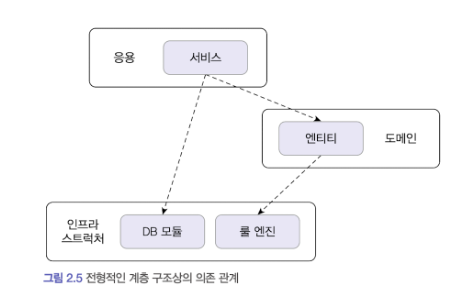 응용
서비스
엔티티
도메인
인프라
스트럭처
DB 모듈
룰 엔진
그림 2.5 전형적인 계층 구조상의 의존 관계